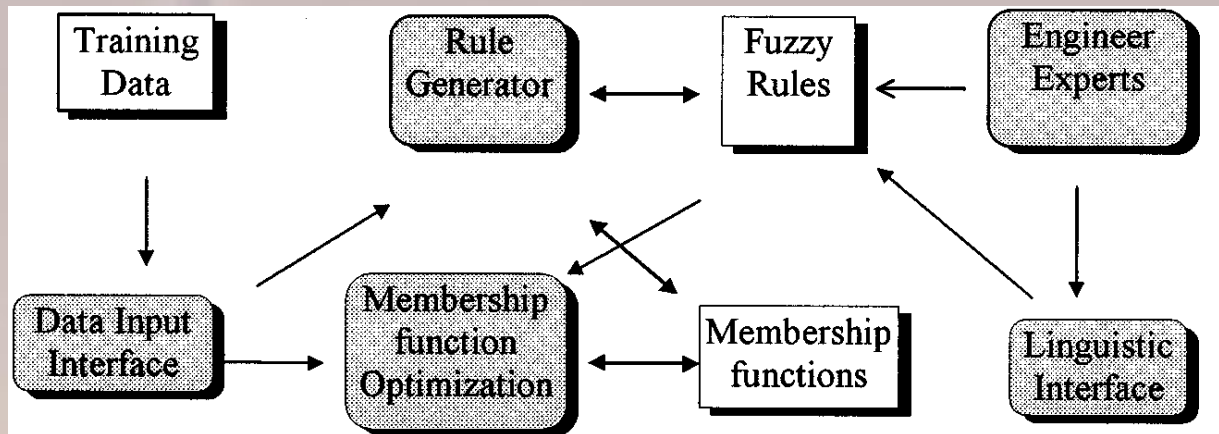 Training
Data
Rule
Generator
Fuzzy
Rules
Engineer
Experts
Data Input
Interface
Membership
function
Optimization
Membership
functions
Linguistic
Interface